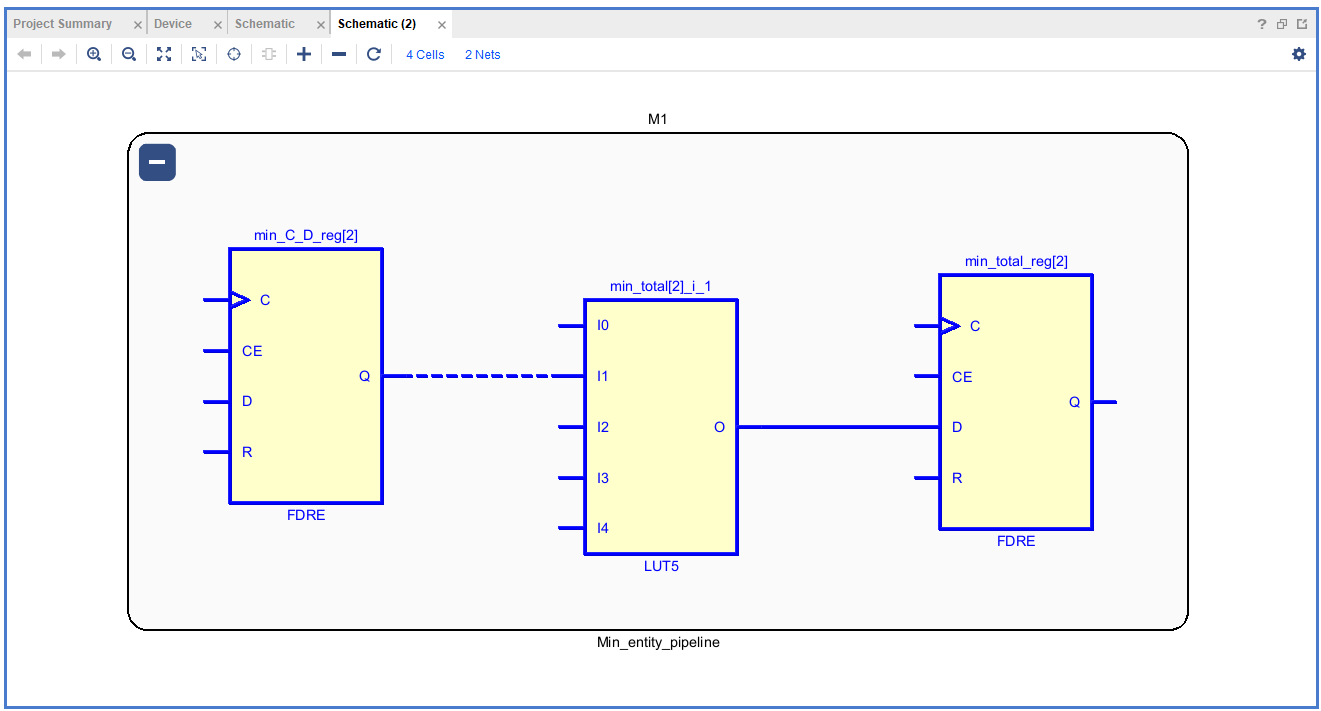 Project Summary × Device × Schematic × Schematic (2) × ?
4 Cells 2 Nets
M1
min_C_D_reg[2]
C
CE
D
R
Q
FDRE
min_total[2]_i_1
I0
I1
I2
I3
I4
O
LUT5
min_total_reg[2]
C
CE
D
R
Q
FDRE
Min_entity_pipeline